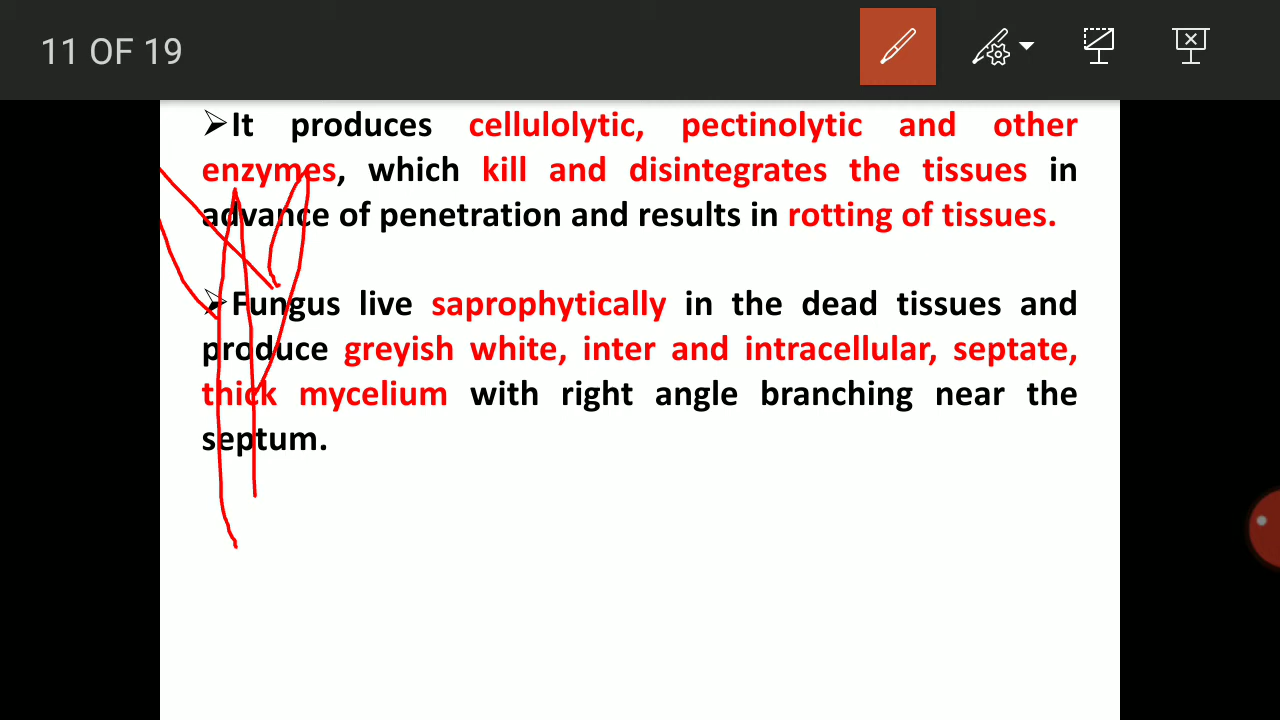 11 OF 19
➢It produces cellulolytic, pectinolytic and other
enzymes, which kill and disintegrates the tissues in
advance of penetration and results in rotting of tissues.
➢Fungus live saprophytically in the dead tissues and
produce greyish white, inter and intracellular, septate,
thick mycelium with right angle branching near the
septum.